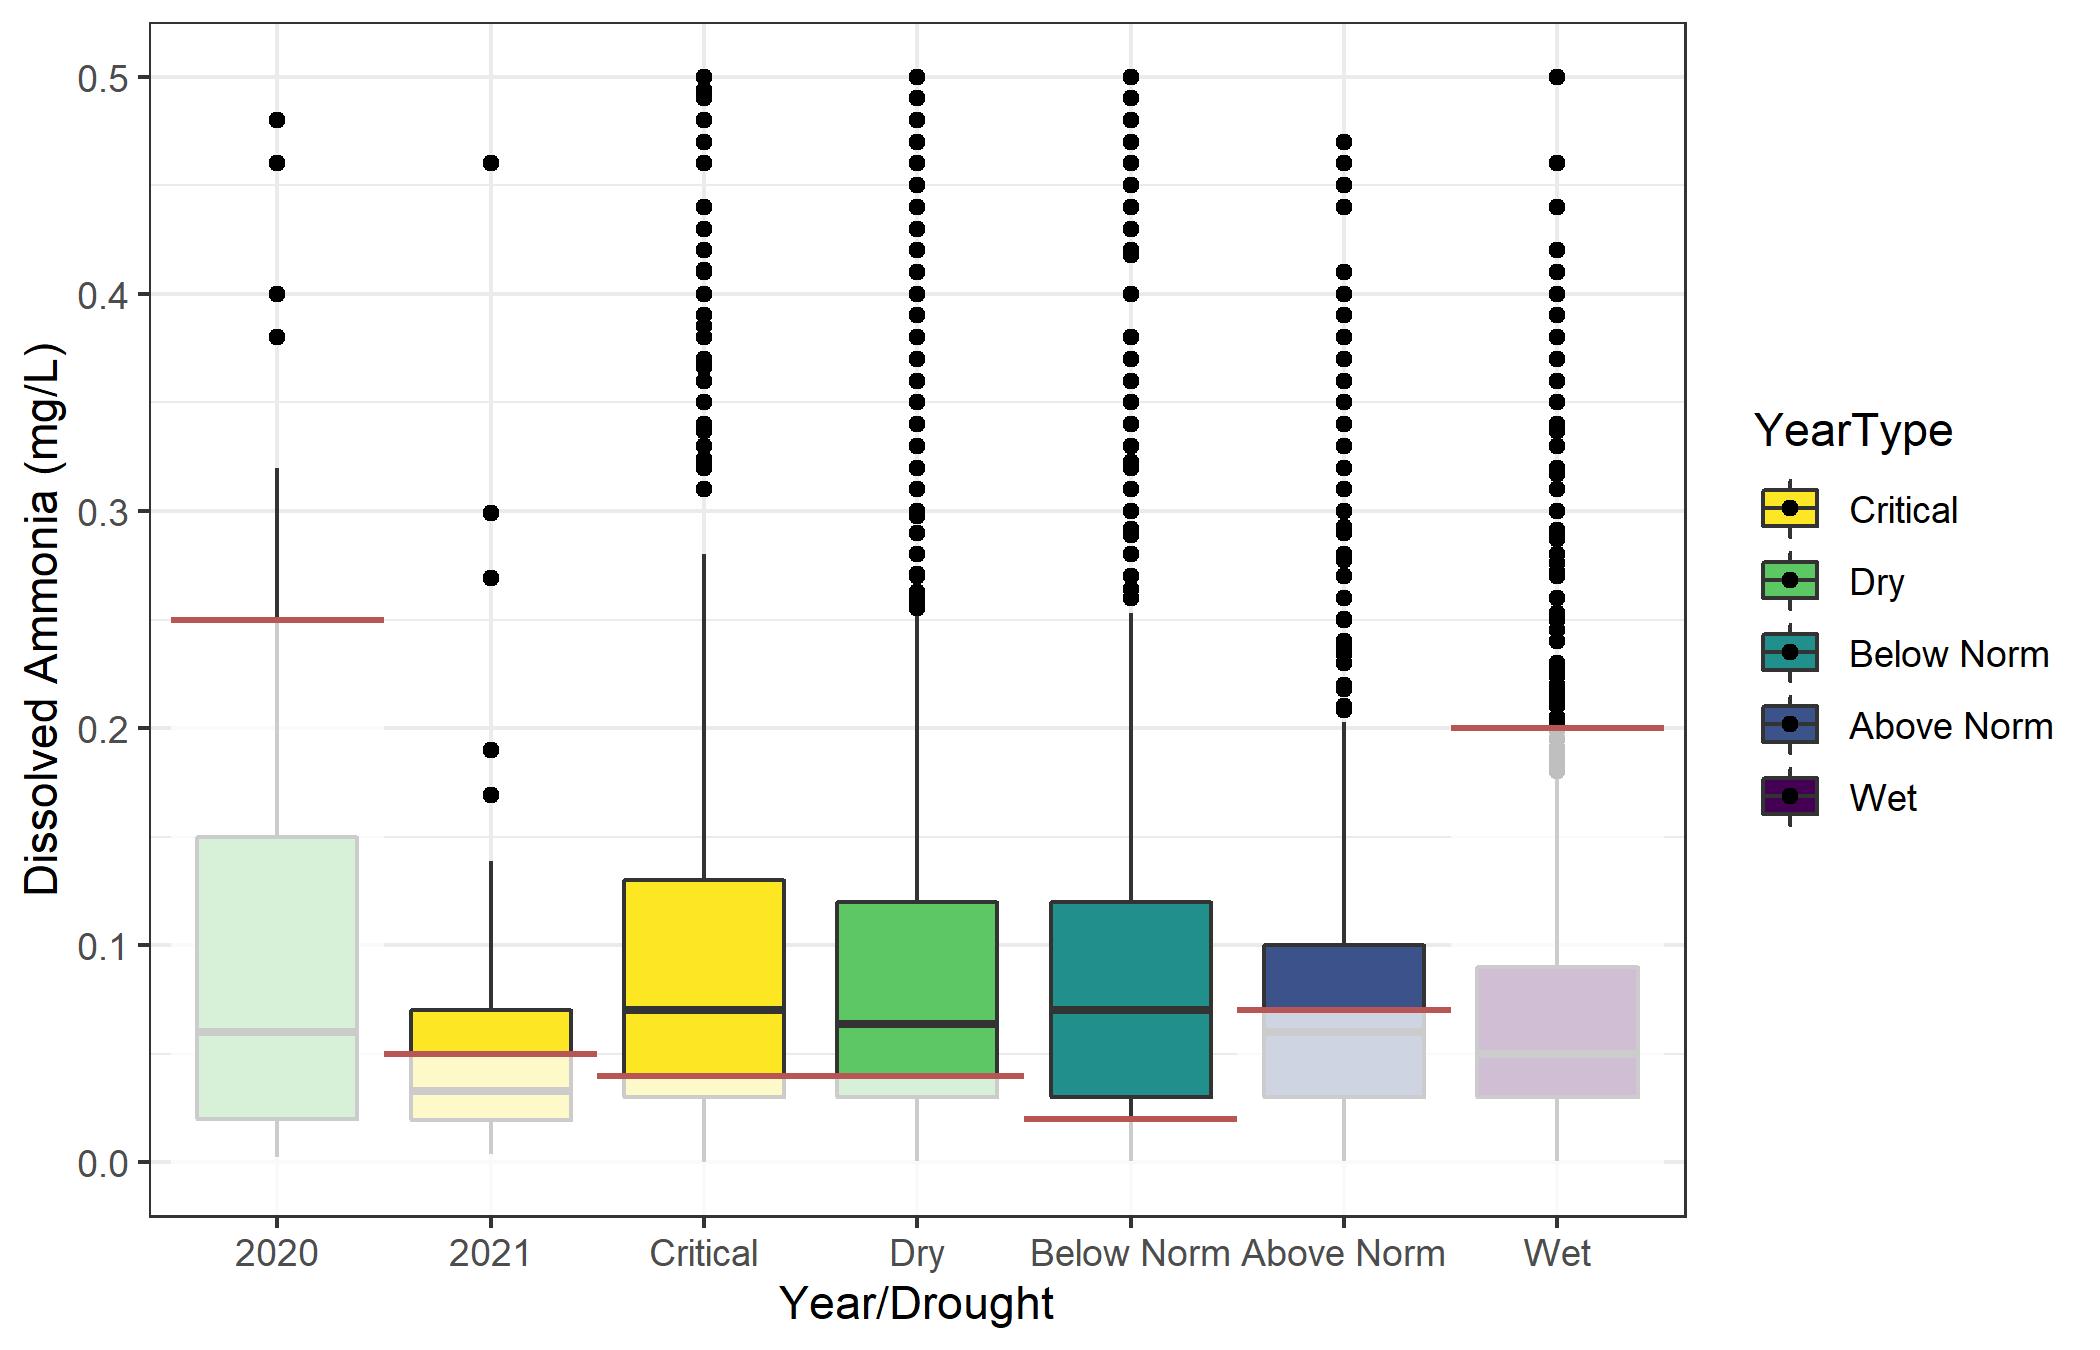 0.5
0.4
0.3
0.2
0.1
0.0
Dissolved Ammonia (mg/L)
2020 2021 Critical Dry Below Norm Above Norm Wet
Year/Drought
YearType
Critical
Dry
Below Norm
Above Norm
Wet